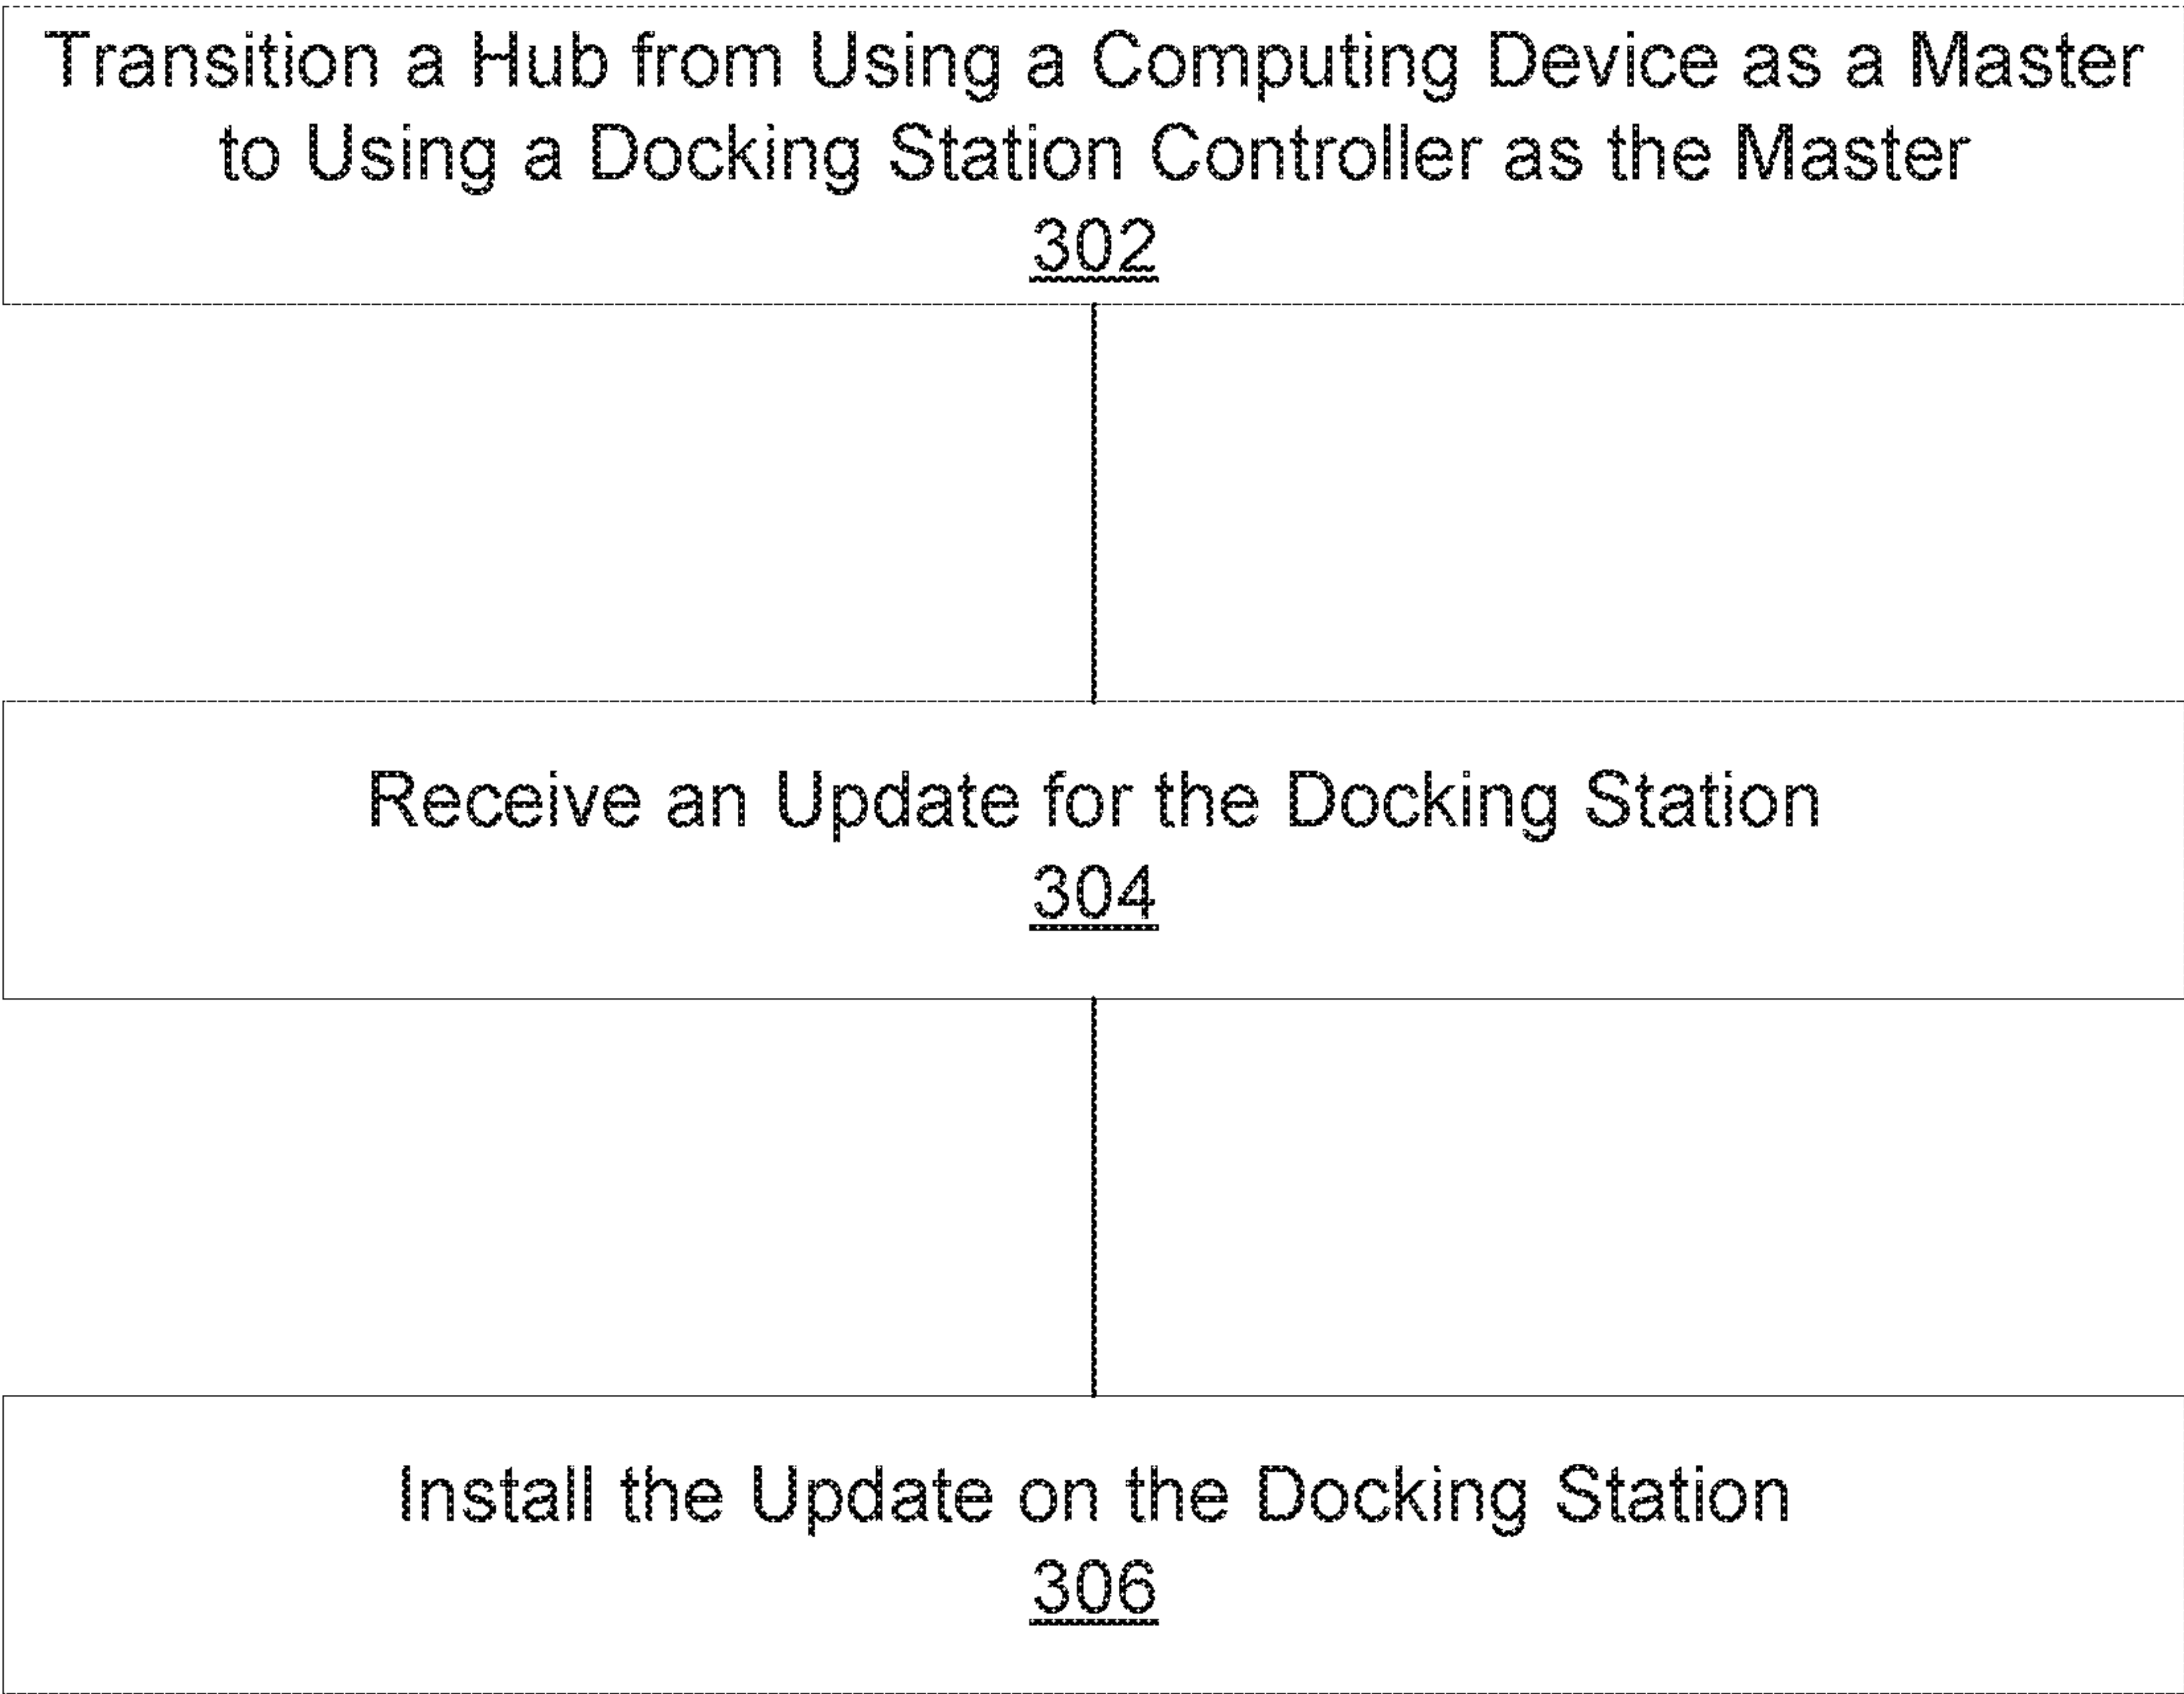 Transition a Hub from Using a Computing Device as a Master
to Using a Docking Station Controller as the Master
302
Receive an Update for the Docking Station
304
Install the Update on the Docking Station
306